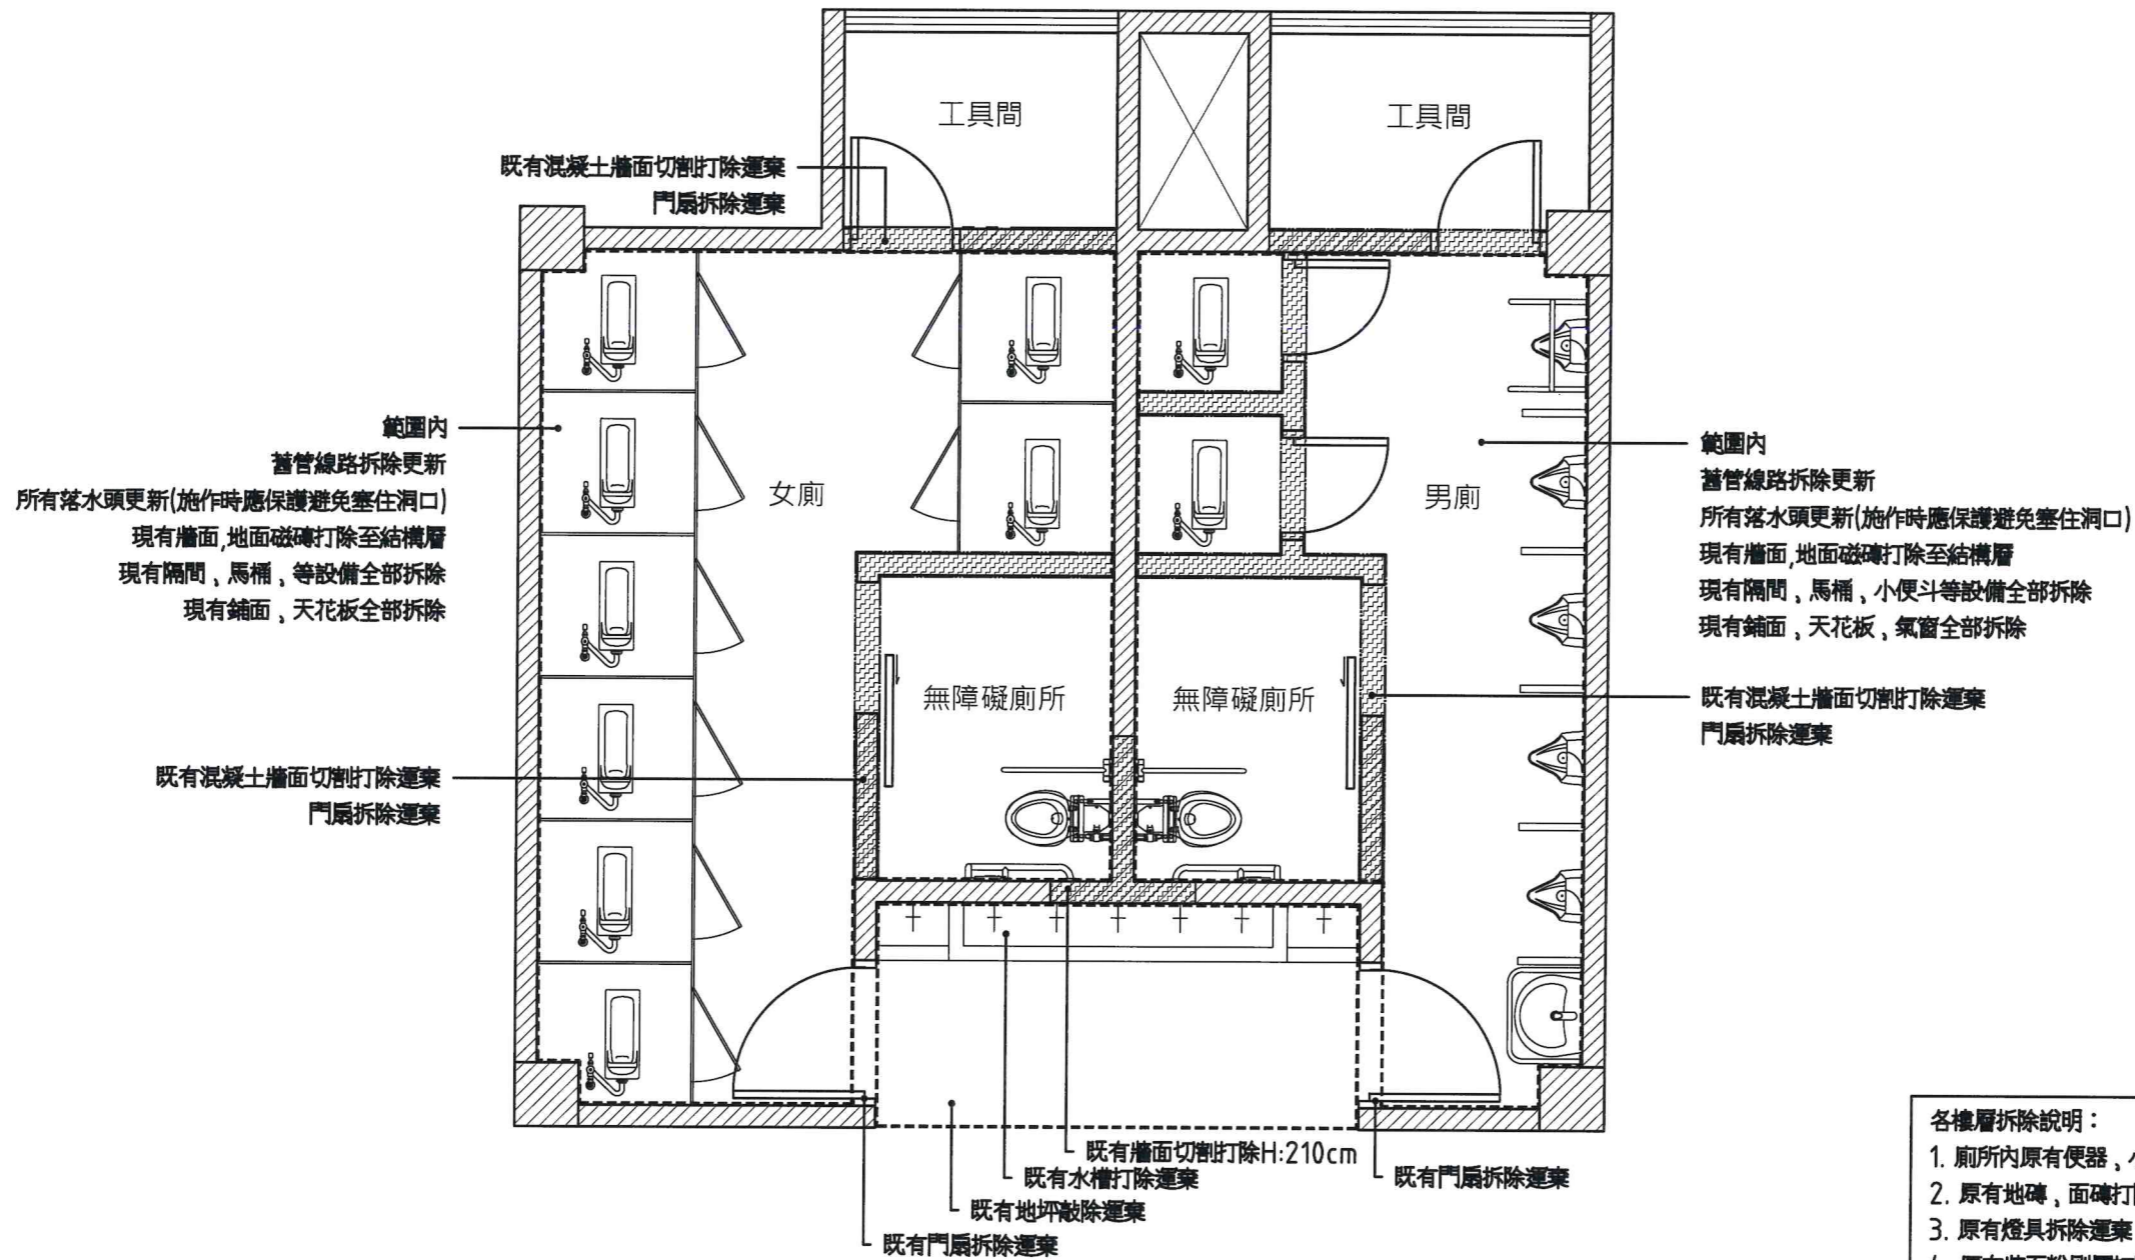 工具間
工具間
既有混凝土牆面切割打除運棄
門扇拆除運棄
範圍內
舊管線路拆除更新
所有落水頭更新(施作時應保護避免塞住洞口)
現有牆面,地面磁磚打除至結構層
現有隔間、馬桶、等設備全部拆除
現有鋪面、天花板全部拆除
女廁
男廁
範圍內
舊管線路拆除更新
所有落水頭更新(施作時應保護避免塞住洞口)
現有牆面,地面磁磚打除至結構層
現有隔間、馬桶、小便斗等設備全部拆除
現有鋪面、天花板、氣窗全部拆除
無障礙廁所
無障礙廁所
既有混凝土牆面切割打除運棄
門扇拆除運棄
既有混凝土牆面切割打除運棄
門扇拆除運棄
既有牆面切割打除H:210cm
既有水槽打除運棄
既有地坪敲除運棄
既有門扇拆除運棄
既有門扇拆除運棄
各樓層拆除說明：
1. 廁所內原有便器、
2. 原有地磚、面磚打
3. 原有燈具拆除運棄